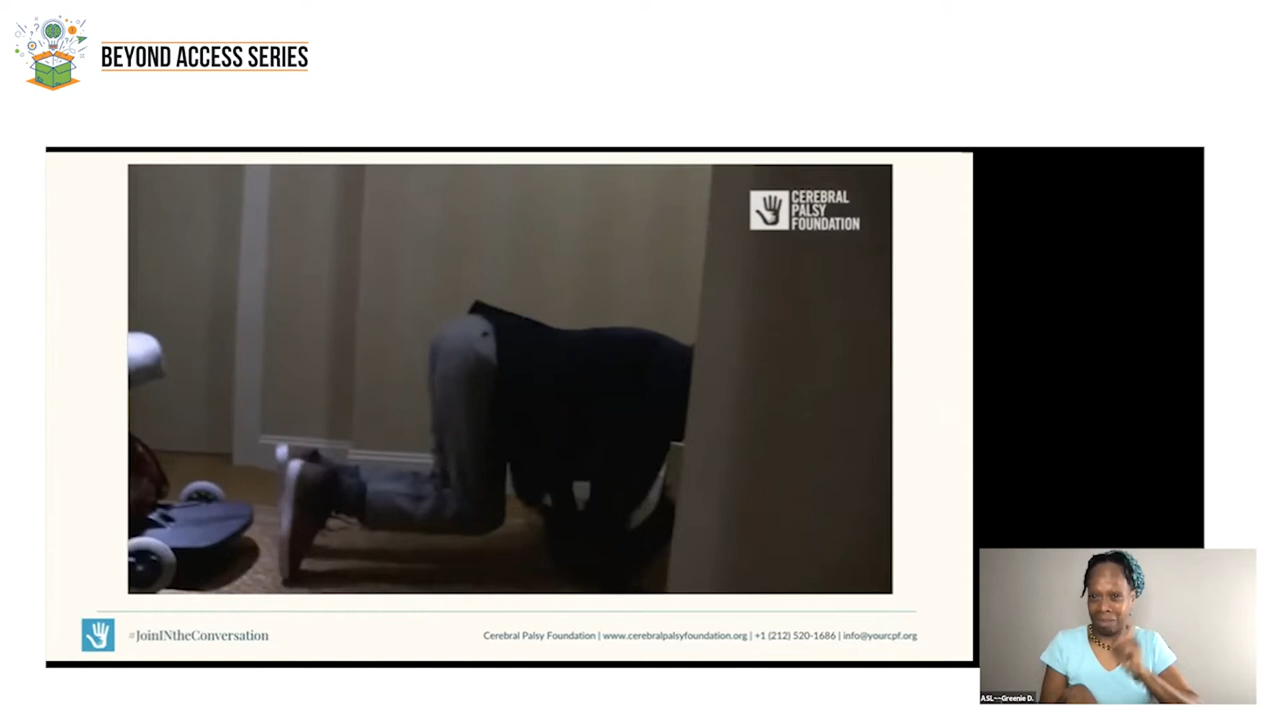 BEYOND ACCESS SERIES
CEREBRAL
PALSY
FOUNDATION
#JoinINtheConversation
Cerebral Palsy Foundation | www.cerebralpalsyfoundation.org | +1 (212) 520-1686 | info@yourcpf.org
ASL~~Greenie D.